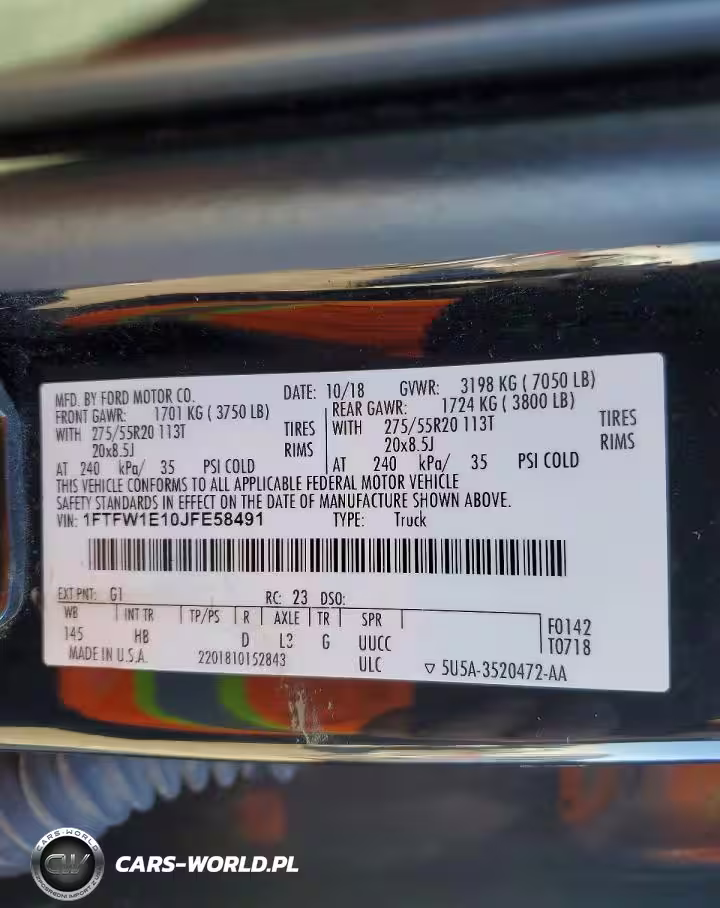 MFD. BY FORD MOTOR CO. DATE: 10/18 GVWR: 3198 KG ( 7050 LB)
FRONT GAWR: 1701 KG ( 3750 LB) REAR GAWR: 1724 KG ( 3800 LB)
WITH 275/55R20 113T TIRES WITH 275/55R20 113T TIRES
20x8.5J RIMS 20x8.5J RIMS
AT 240 kPa/ 35 PSI COLD AT 240 kPa/ 35 PSI COLD
THIS VEHICLE CONFORMS TO ALL APPLICABLE FEDERAL MOTOR VEHICLE
SAFETY STANDARDS IN EFFECT ON THE DATE OF MANUFACTURE SHOWN ABOVE.
VIN: 1FTFW1E10JFE58491 TYPE: Truck
EXT PNT: G1 RC: 23 DSO:
WB INT TR TP/PS R AXLE TR SPR
145 HB D L3 G UUCC F0142
T0718
MADE IN U.S.A. 2201810152843 ULC ▽ 5U5A-3520472-AA
CARS-WORLD
CW
CARS-WORLD.PL